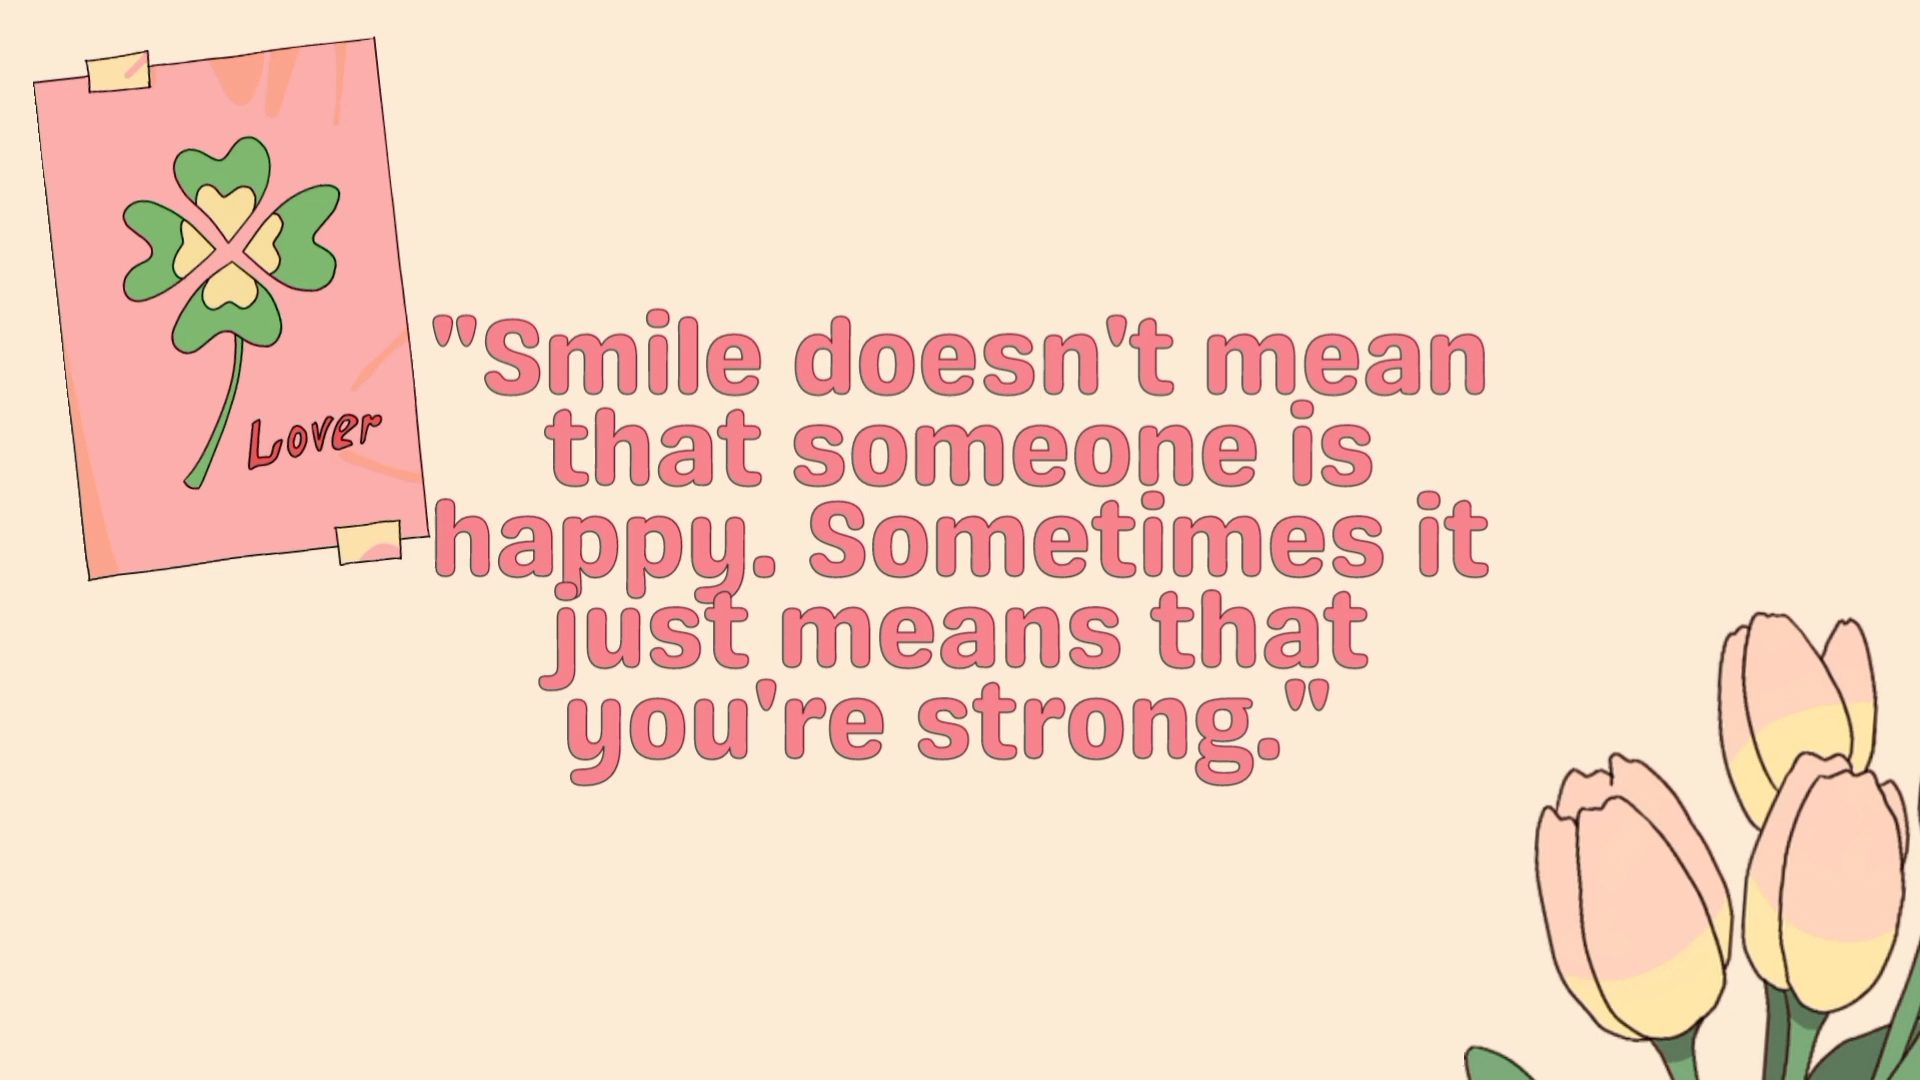 Lover
"Smile doesn't mean
that someone is
happy. Sometimes it
just means that
you're strong."